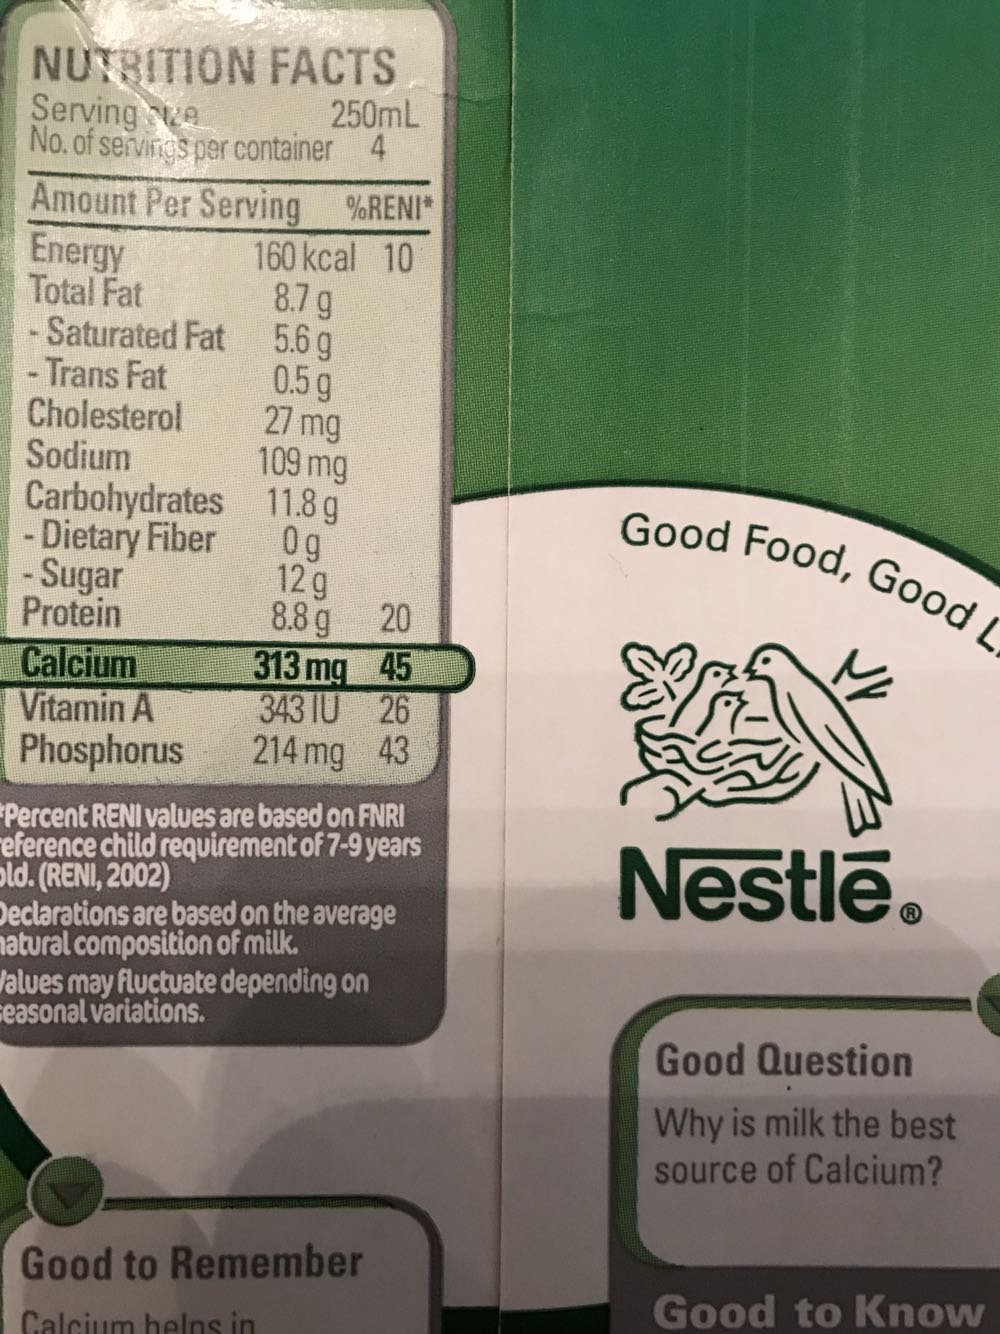 NUTRITION FACTS
Serving size 250mL
No. of servings per container 4
Amount Per Serving %RENI*
Energy 160 kcal 10
Total Fat 8.7 g
- Saturated Fat 5.6 g
- Trans Fat 0.5 g
Cholesterol 27 mg
Sodium 109 mg
Carbohydrates 11.8 g
- Dietary Fiber 0 g
- Sugar 12 g
Protein 8.8 g 20
Calcium 313 mg 45
Vitamin A 343 IU 26
Phosphorus 214 mg 43
*Percent RENI values are based on FNRI
reference child requirement of 7-9 years
old. (RENI, 2002)
Declarations are based on the average
natural composition of milk.
Values may fluctuate depending on
seasonal variations.
Good to Remember
Calcium helps in
Good Food, Good
Nestlé®
Good Question
Why is milk the best
source of Calcium?
Good to Know